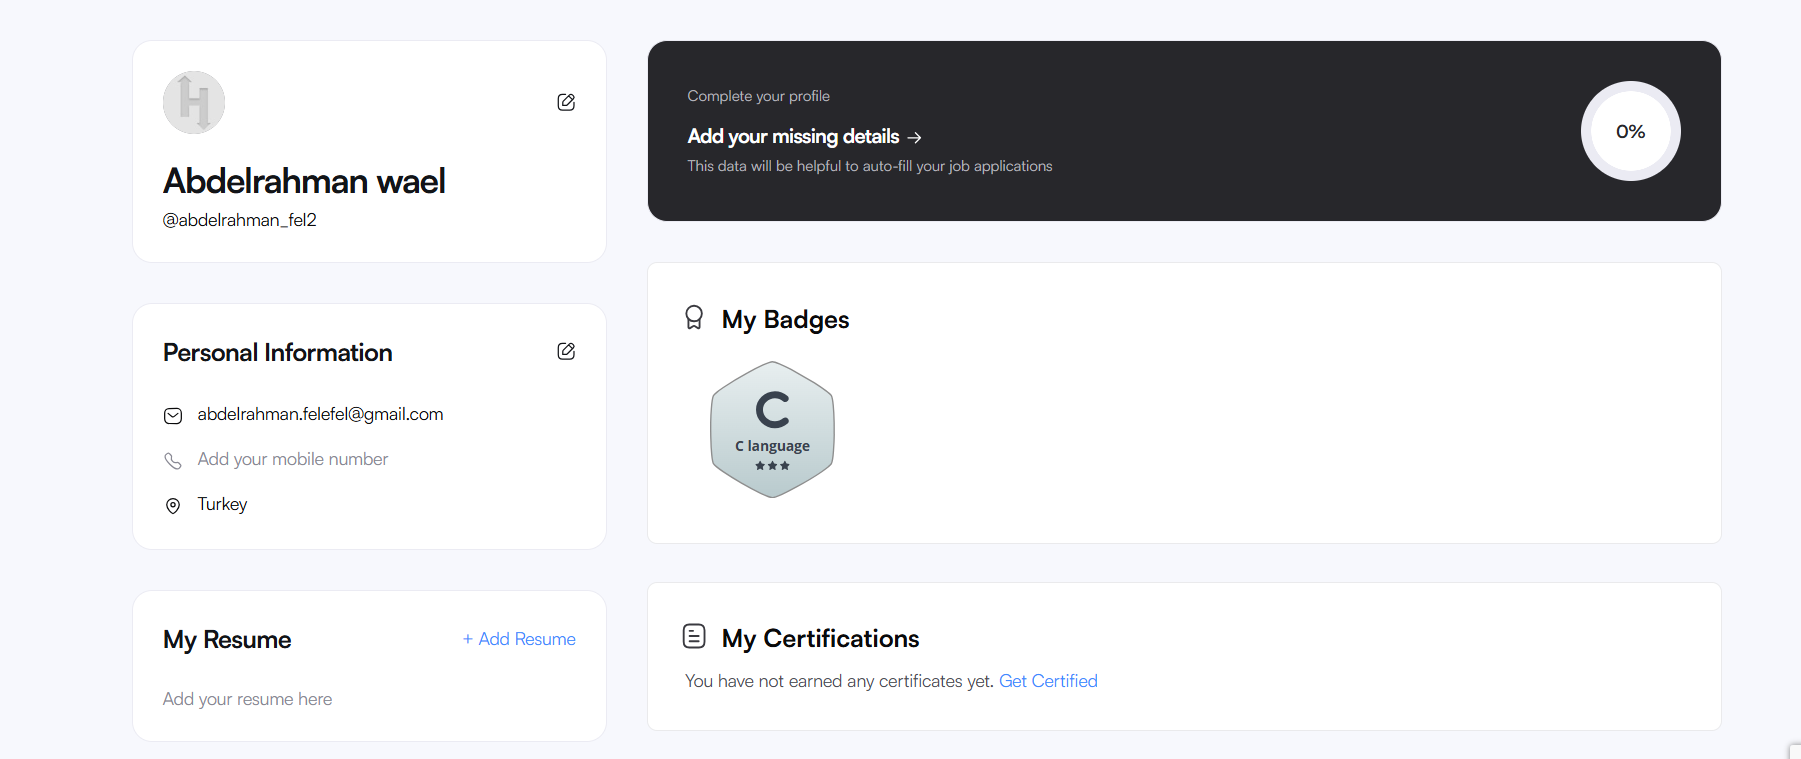 H
Abdelrahman wael
@abdelrahman_fel2
Personal Information
abdelrahman.felefel@gmail.com
Add your mobile number
Turkey
My Resume
+ Add Resume
Add your resume here
Complete your profile
Add your missing details →
This data will be helpful to auto-fill your job applications
0%
My Badges
C
C language
My Certifications
You have not earned any certificates yet. Get Certified